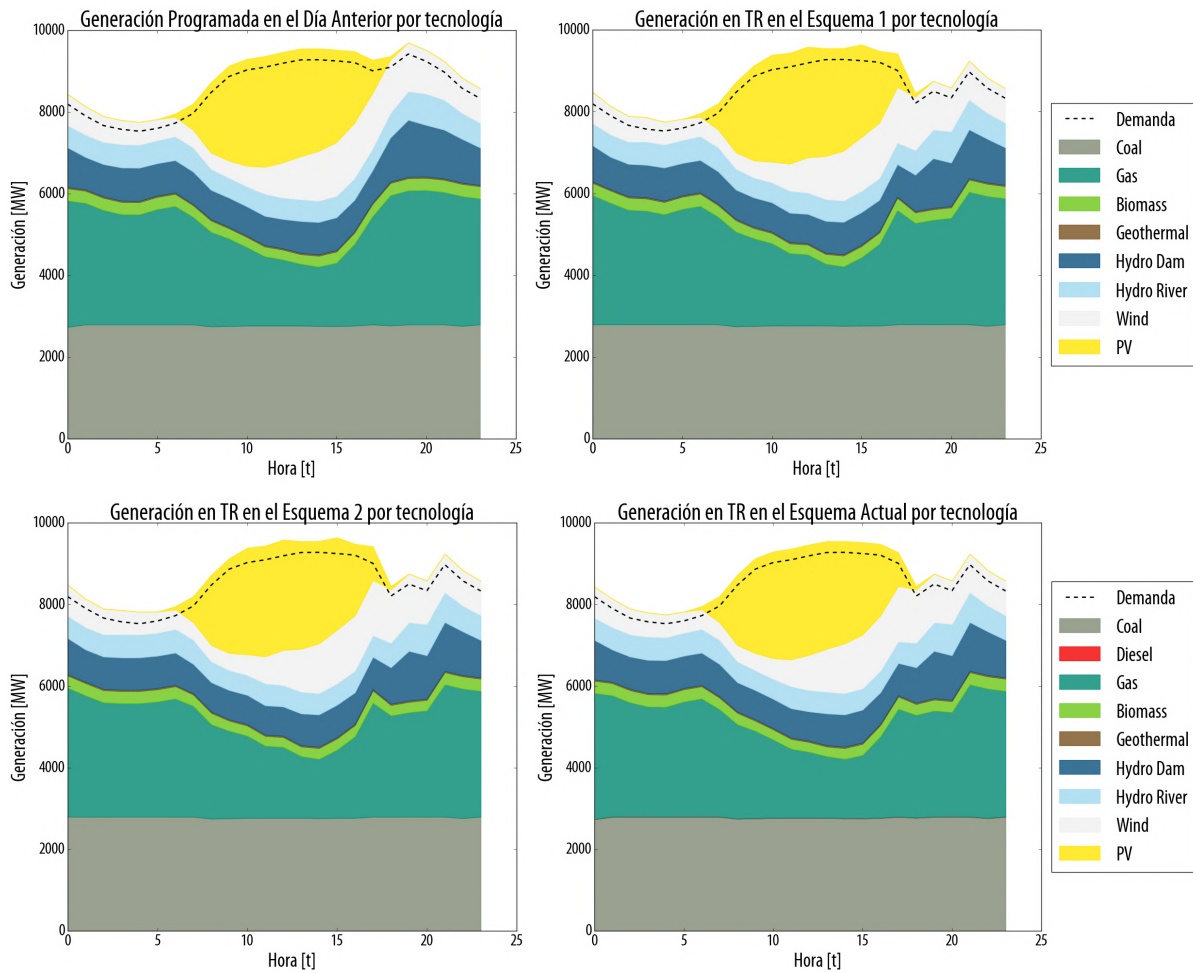 Generación Programada en el Día Anterior por tecnología
Generación [MW]
10000
8000
6000
4000
2000
0
0 5 10 15 20 25
Hora [t]
Generación en TR en el Esquema 1 por tecnología
Generación [MW]
10000
8000
6000
4000
2000
0
0 5 10 15 20 25
Hora [t]
Demanda
Coal
Gas
Biomass
Geothermal
Hydro Dam
Hydro River
Wind
PV
Generación en TR en el Esquema 2 por tecnología
Generación [MW]
10000
8000
6000
4000
2000
0
0 5 10 15 20 25
Hora [t]
Generación en TR en el Esquema Actual por tecnología
Generación [MW]
10000
8000
6000
4000
2000
0
0 5 10 15 20 25
Hora [t]
Demanda
Coal
Diesel
Gas
Biomass
Geothermal
Hydro Dam
Hydro River
Wind
PV